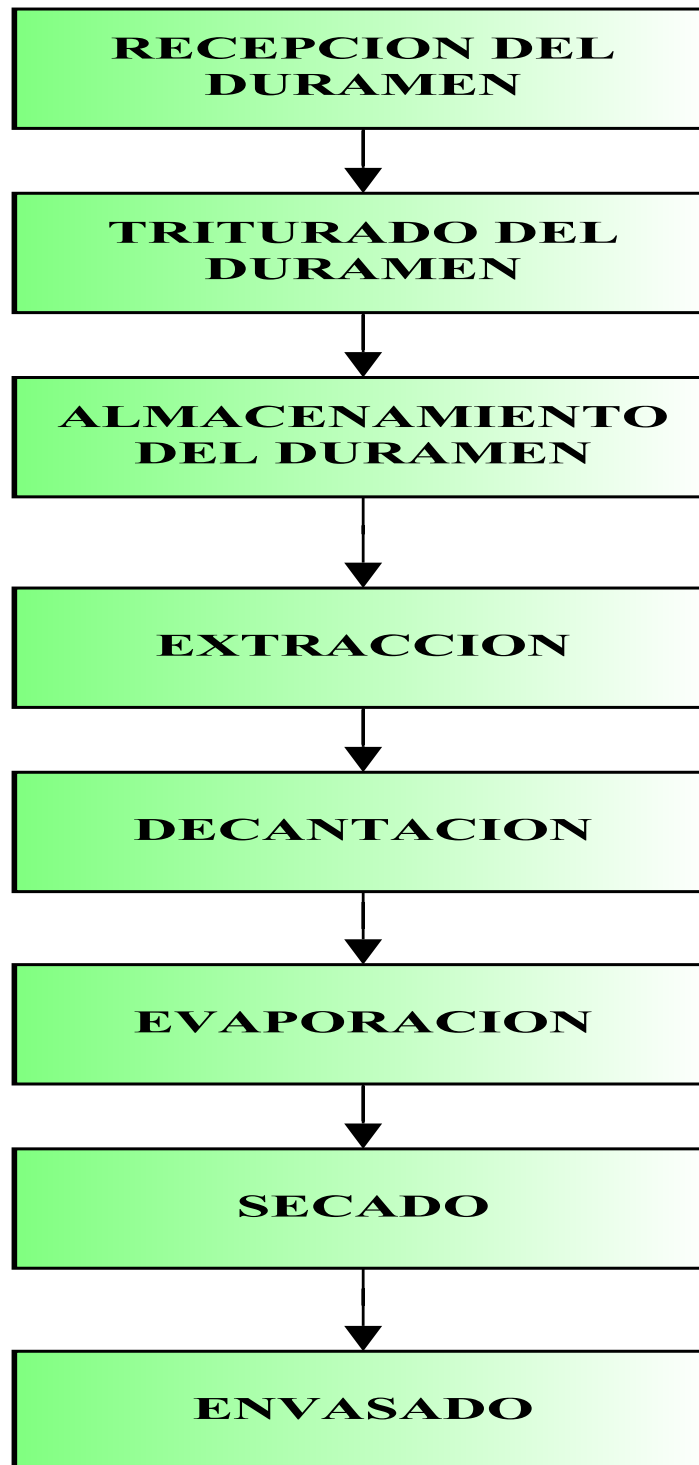 RECEPCION DEL
DURAMEN
TRITURADO DEL
DURAMEN
ALMACENAMIENTO
DEL DURAMEN
EXTRACCION
DECANTACION
EVAPORACION
SECADO
ENVASADO